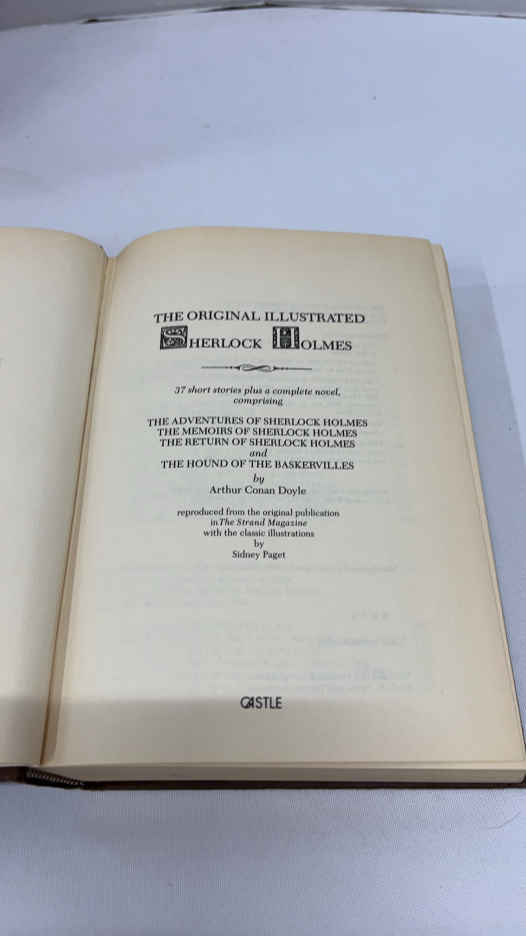 THE ORIGINAL ILLUSTRATED
SHERLOCK HOLMES
37 short stories plus a complete novel,
comprising
THE ADVENTURES OF SHERLOCK HOLMES
THE MEMOIRS OF SHERLOCK HOLMES
THE RETURN OF SHERLOCK HOLMES
and
THE HOUND OF THE BASKERVILLES
by
Arthur Conan Doyle
reproduced from the original publication
in The Strand Magazine
with the classic illustrations
by
Sidney Paget
CASTLE